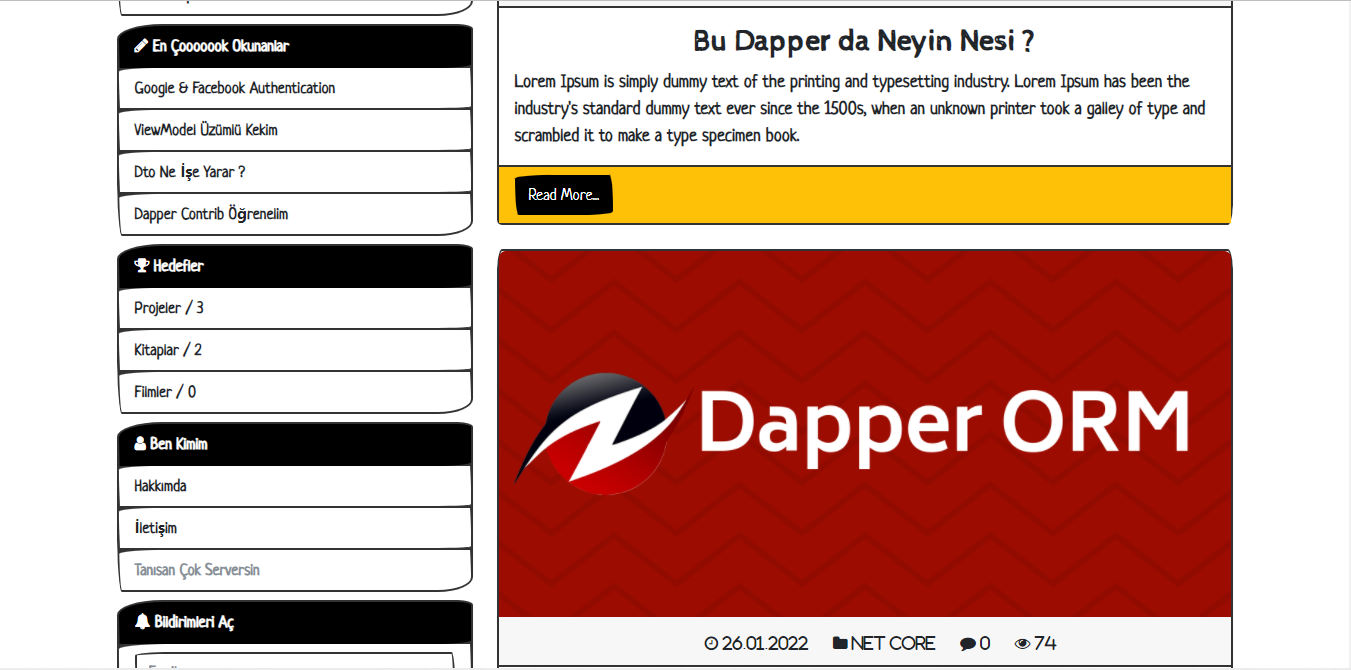 En Çooooook Okunanlar
Google & Facebook Authentication
ViewModel Üzümlü Kekim
Dto Ne İşe Yarar ?
Dapper Contrib Öğrenelim
Hedefler
Projeler / 3
Kitaplar / 2
Filmler / 0
Ben Kimim
Hakkımda
İletişim
Tanısan Çok Serversin
Bildirimleri Aç
Bu Dapper da Neyin Nesi ?
Lorem Ipsum is simply dummy text of the printing and typesetting industry. Lorem Ipsum has been the
industry's standard dummy text ever since the 1500s, when an unknown printer took a galley of type and
scrambled it to make a type specimen book.
Read More...
Dapper ORM
26.01.2022 NET CORE 0 74